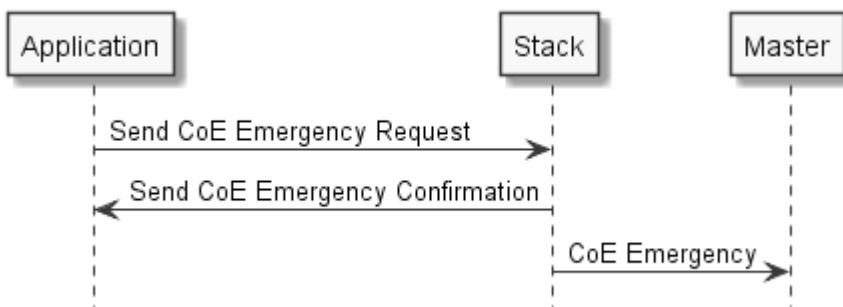 Application
Stack
Master
Send CoE Emergency Request
Send CoE Emergency Confirmation
CoE Emergency